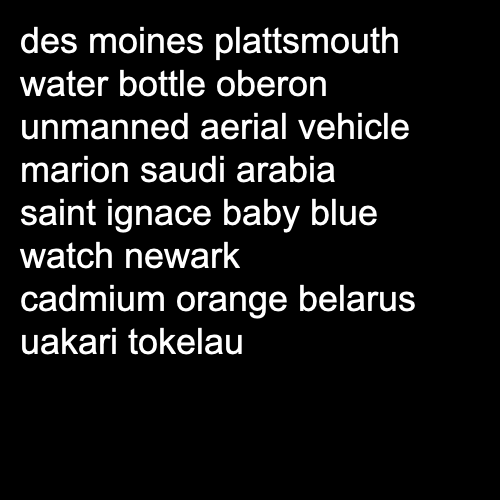 des moines plattsmouth
water bottle oberon
unmanned aerial vehicle
marion saudi arabia
saint ignace baby blue
watch newark
cadmium orange belarus
uakari tokelau